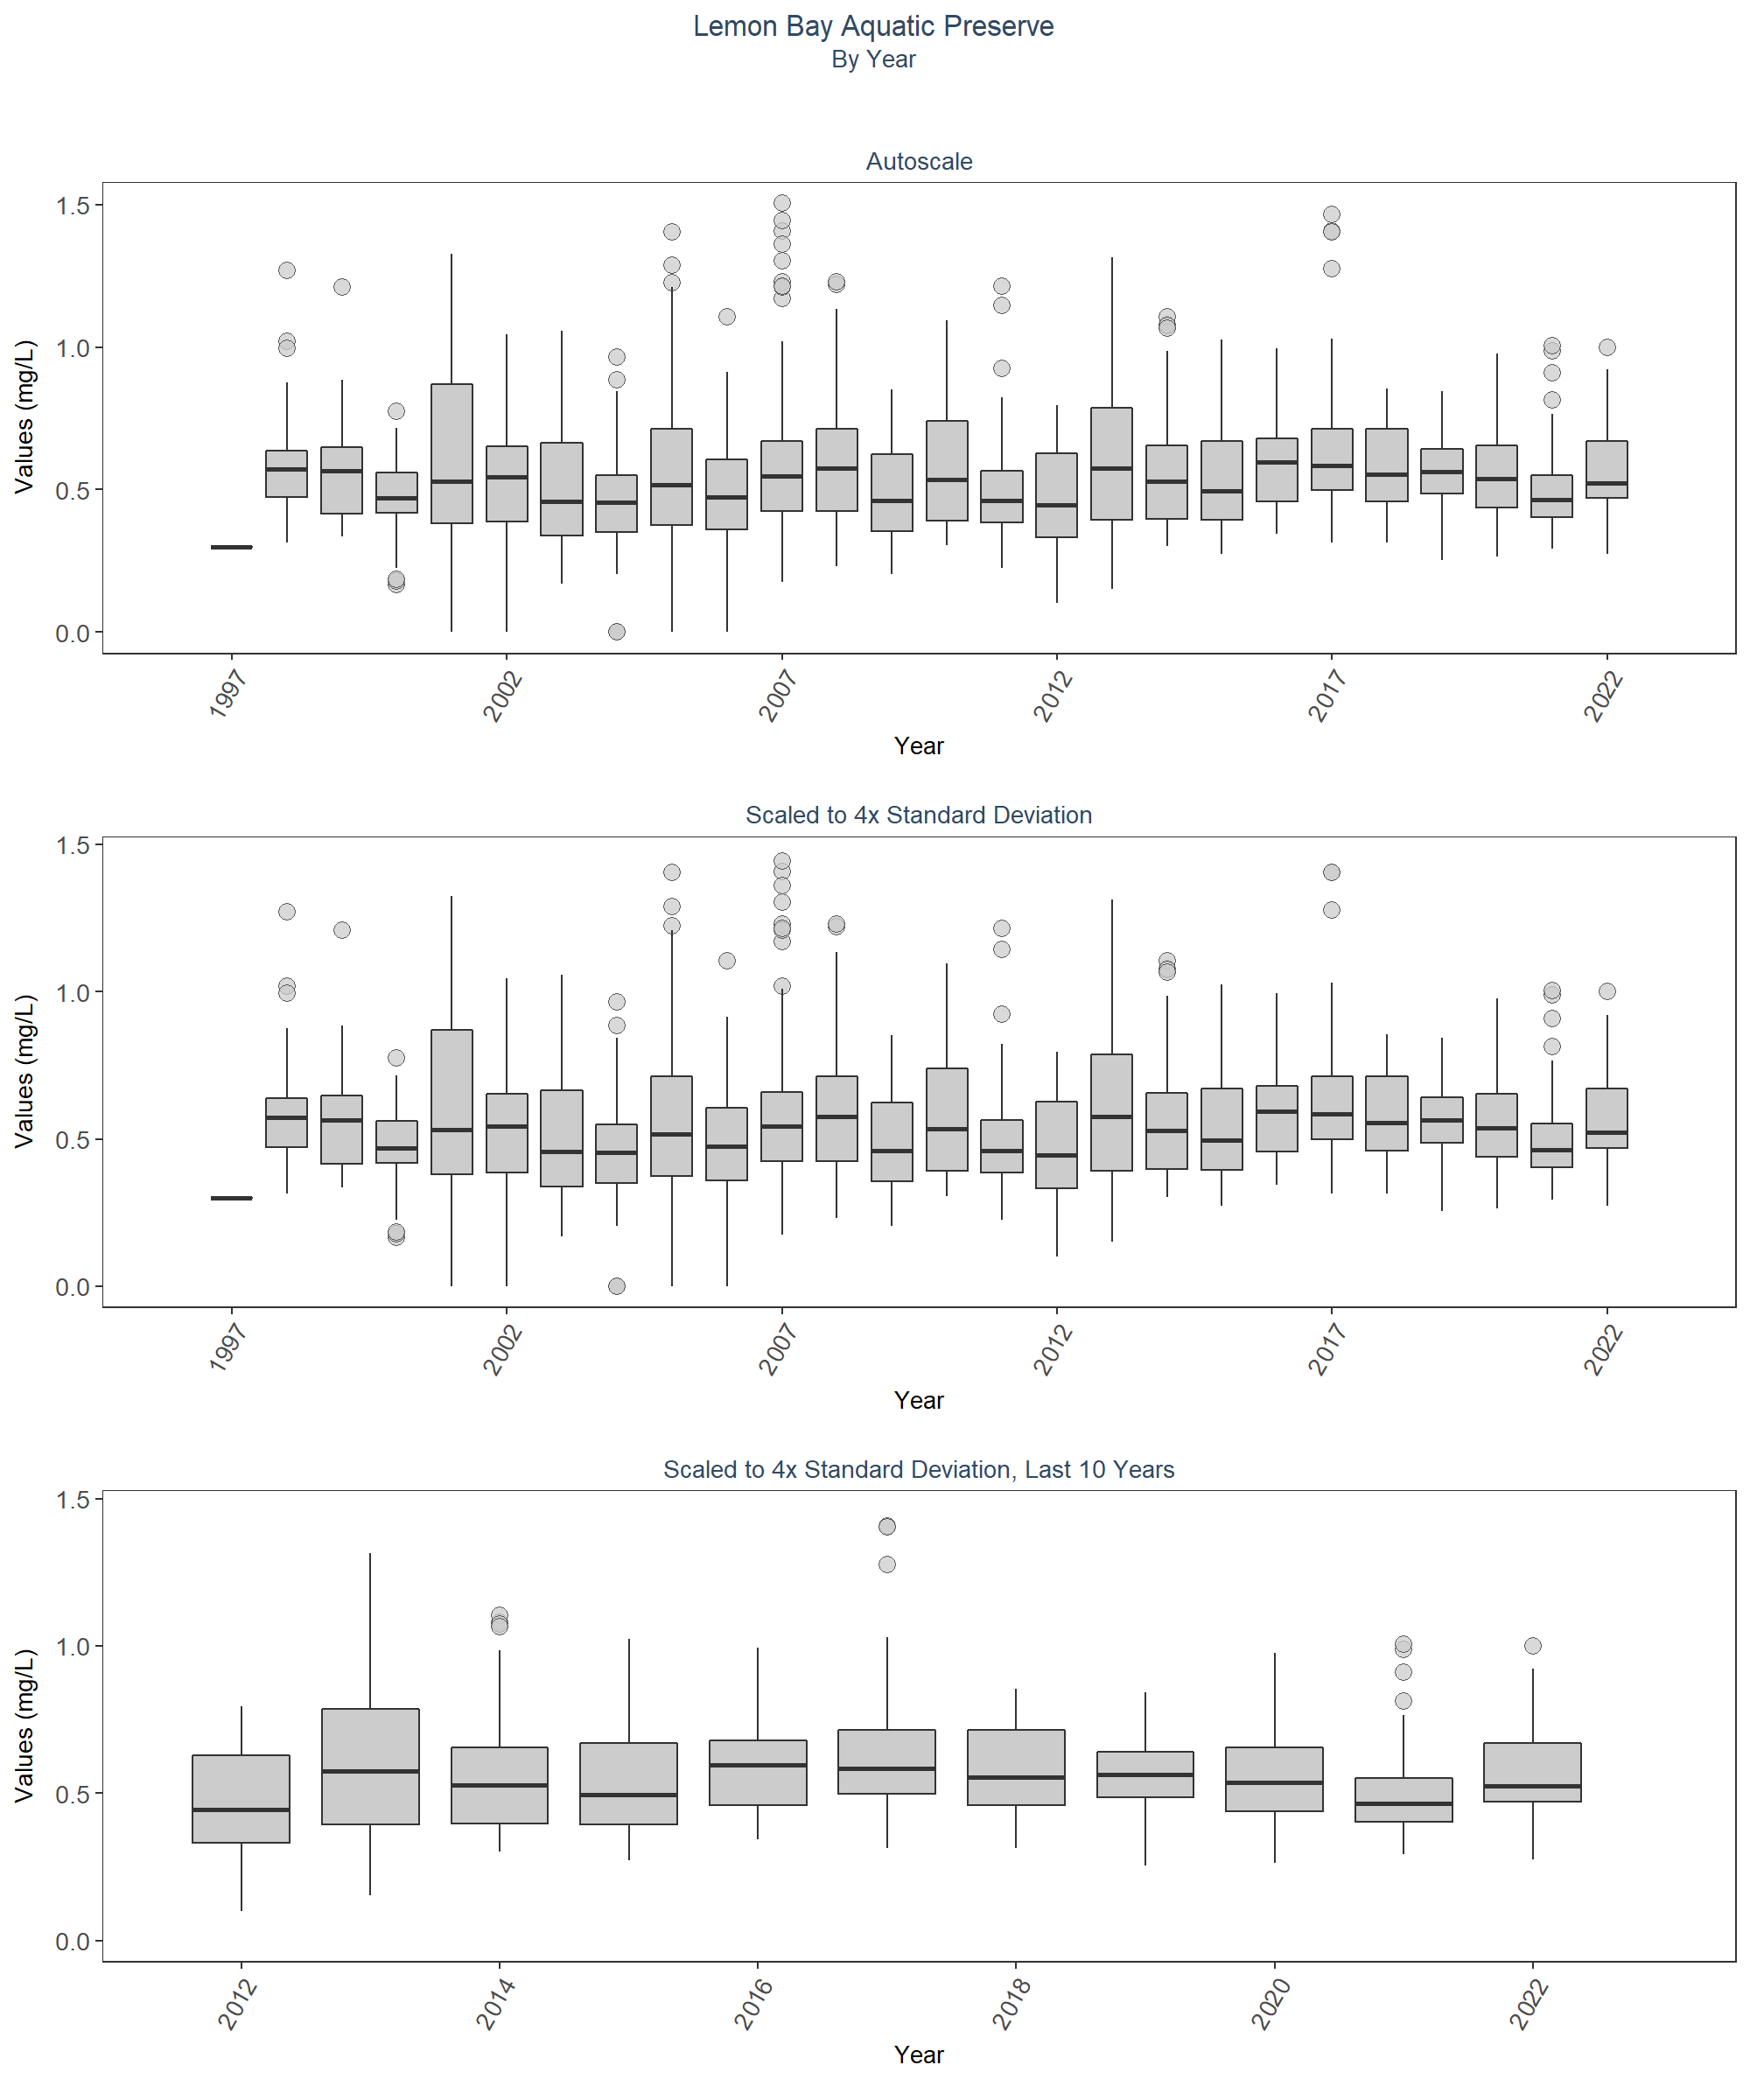 Lemon Bay Aquatic Preserve
By Year
Autoscale
Values (mg/L)
1.5
1.0
0.5
0.0
1997 2002 2007 2012 2017 2022
Year
Scaled to 4x Standard Deviation
Values (mg/L)
1.5
1.0
0.5
0.0
1997 2002 2007 2012 2017 2022
Year
Scaled to 4x Standard Deviation, Last 10 Years
Values (mg/L)
1.5
1.0
0.5
0.0
2012 2014 2016 2018 2020 2022
Year